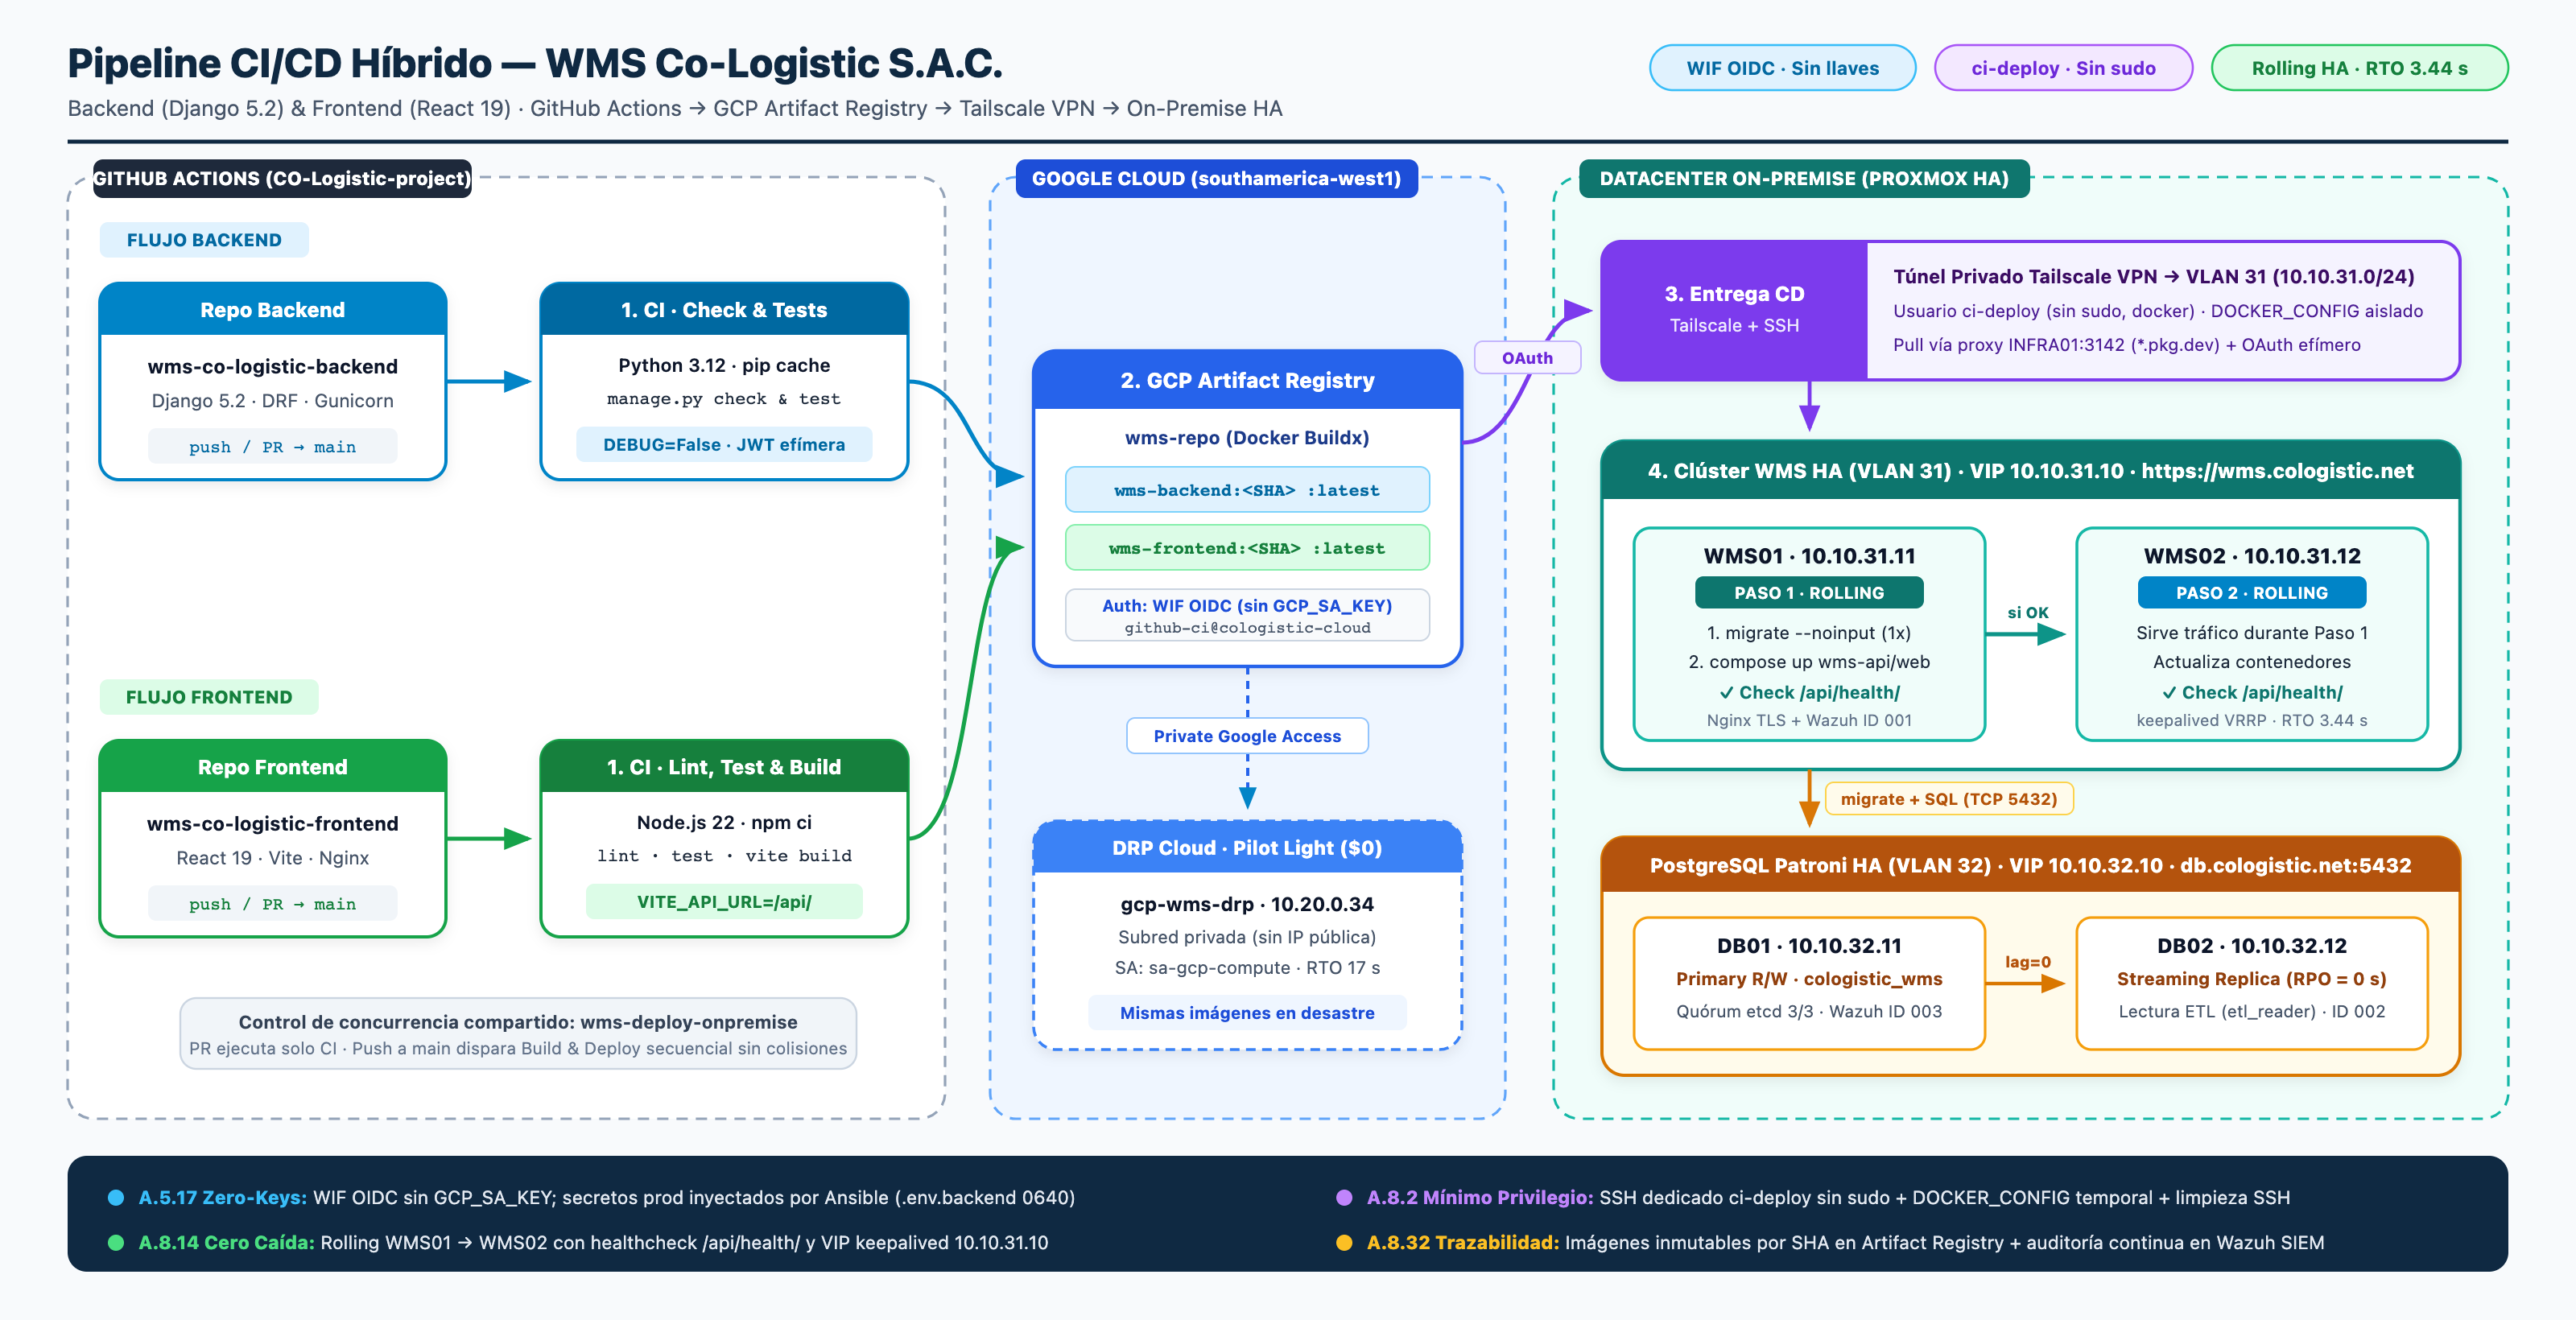 Pipeline CI/CD Híbrido — WMS Co-Logistic S.A.C.
Backend (Django 5.2) & Frontend (React 19) · GitHub Actions → GCP Artifact Registry → Tailscale VPN → On-Premise HA
WIF OIDC · Sin llaves
ci-deploy · Sin sudo
Rolling HA · RTO 3.44 s
GITHUB ACTIONS (CO-Logistic-project)
FLUJO BACKEND
Repo Backend
wms-co-logistic-backend
Django 5.2 · DRF · Gunicorn
push / PR → main
1. CI · Check & Tests
Python 3.12 · pip cache
manage.py check & test
DEBUG=False · JWT efímera
FLUJO FRONTEND
Repo Frontend
wms-co-logistic-frontend
React 19 · Vite · Nginx
push / PR → main
1. CI · Lint, Test & Build
Node.js 22 · npm ci
lint · test · vite build
VITE_API_URL=/api/
Control de concurrencia compartido: wms-deploy-onpremise
PR ejecuta solo CI · Push a main dispara Build & Deploy secuencial sin colisiones
GOOGLE CLOUD (southamerica-west1)
2. GCP Artifact Registry
wms-repo (Docker Buildx)
wms-backend:<SHA> :latest
wms-frontend:<SHA> :latest
Auth: WIF OIDC (sin GCP_SA_KEY)
github-ci@cologistic-cloud
Private Google Access
DRP Cloud · Pilot Light ($0)
gcp-wms-drp · 10.20.0.34
Subred privada (sin IP pública)
SA: sa-gcp-compute · RTO 17 s
Mismas imágenes en desastre
OAuth
DATACENTER ON-PREMISE (PROXMOX HA)
3. Entrega CD
Tailscale + SSH
Túnel Privado Tailscale VPN → VLAN 31 (10.10.31.0/24)
Usuario ci-deploy (sin sudo, docker) · DOCKER_CONFIG aislado
Pull vía proxy INFRA01:3142 (*.pkg.dev) + OAuth efímero
4. Clúster WMS HA (VLAN 31) · VIP 10.10.31.10 · https://wms.cologistic.net
WMS01 · 10.10.31.11
PASO 1 · ROLLING
1. migrate --noinput (1x)
2. compose up wms-api/web
✓ Check /api/health/
Nginx TLS + Wazuh ID 001
si OK
WMS02 · 10.10.31.12
PASO 2 · ROLLING
Sirve tráfico durante Paso 1
Actualiza contenedores
✓ Check /api/health/
keepalived VRRP · RTO 3.44 s
migrate + SQL (TCP 5432)
PostgreSQL Patroni HA (VLAN 32) · VIP 10.10.32.10 · db.cologistic.net:5432
DB01 · 10.10.32.11
Primary R/W · cologistic_wms
Quórum etcd 3/3 · Wazuh ID 003
lag=0
DB02 · 10.10.32.12
Streaming Replica (RPO = 0 s)
Lectura ETL (etl_reader) · ID 002
A.5.17 Zero-Keys: WIF OIDC sin GCP_SA_KEY; secretos prod inyectados por Ansible (.env.backend 0640)
A.8.2 Mínimo Privilegio: SSH dedicado ci-deploy sin sudo + DOCKER_CONFIG temporal + limpieza SSH
A.8.14 Cero Caída: Rolling WMS01 → WMS02 con healthcheck /api/health/ y VIP keepalived 10.10.31.10
A.8.32 Trazabilidad: Imágenes inmutables por SHA en Artifact Registry + auditoría continua en Wazuh SIEM